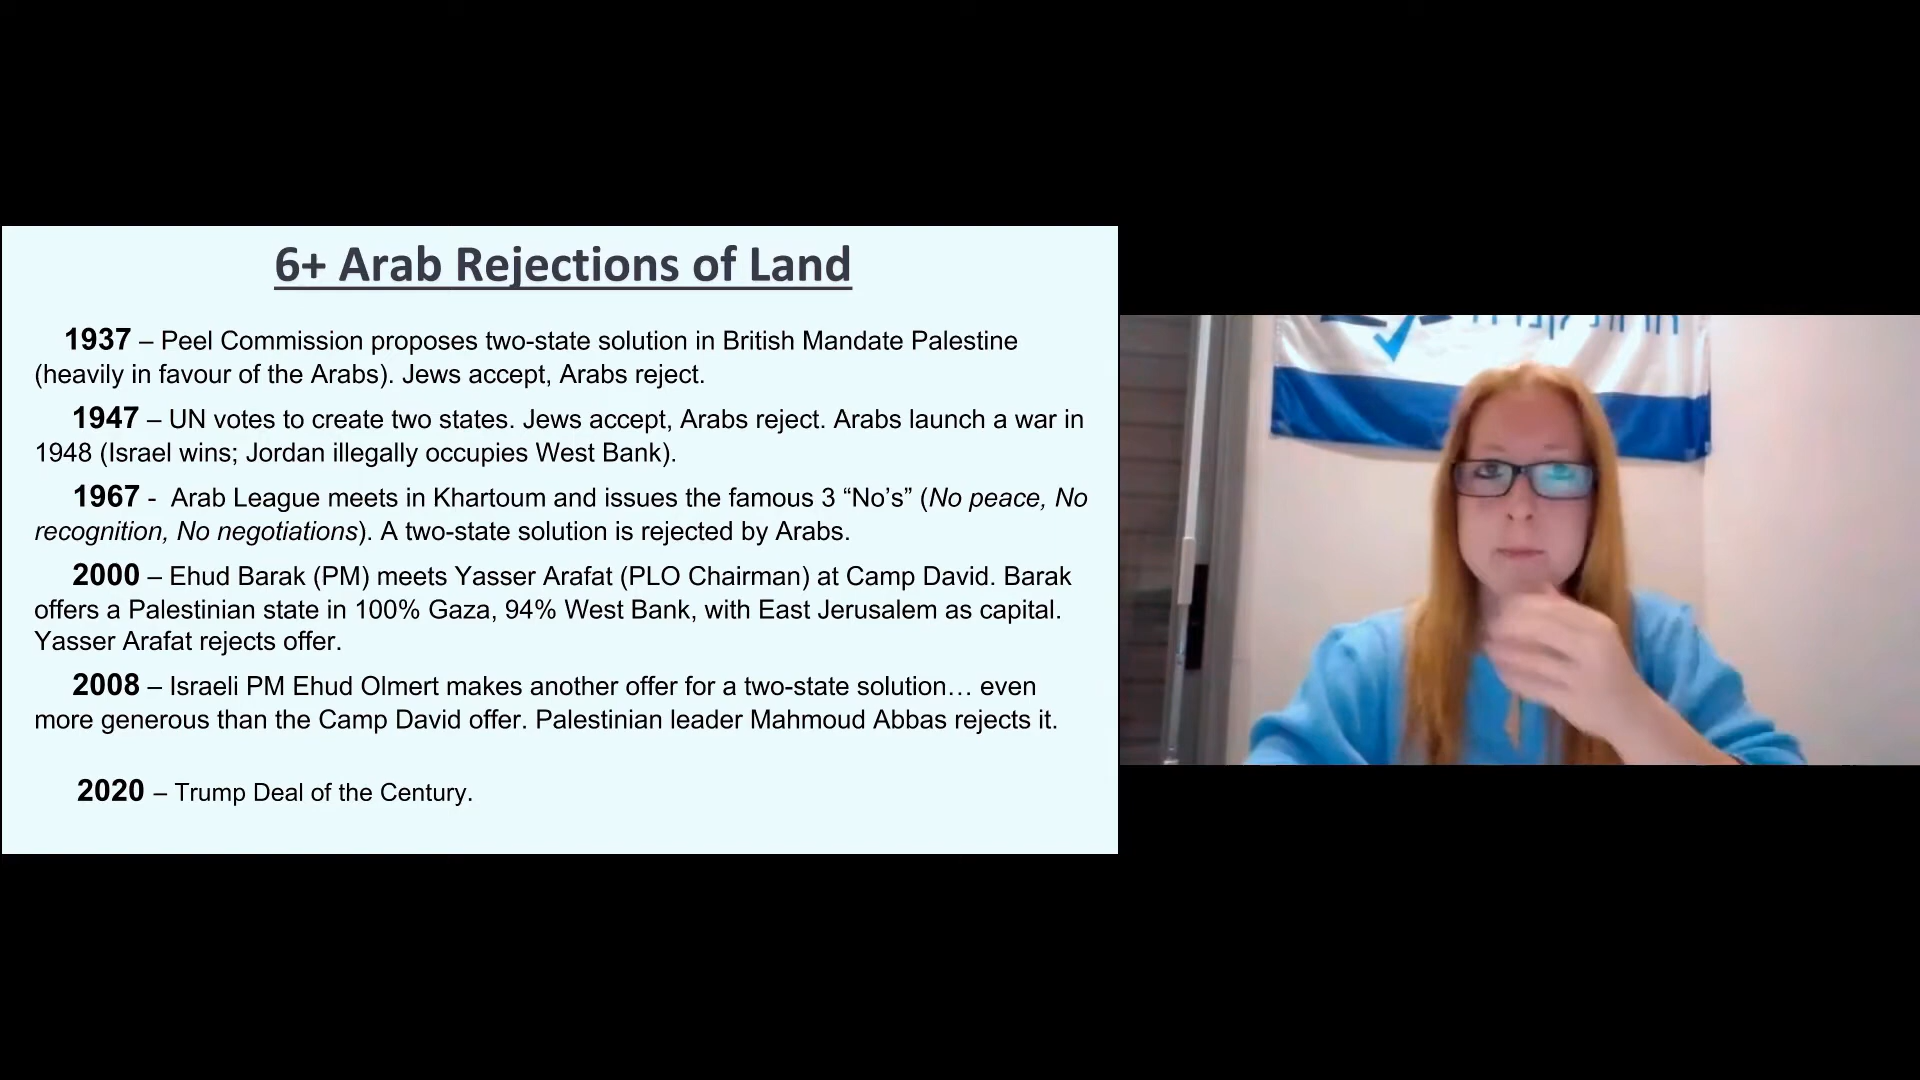 6+ Arab Rejections of Land
1937 – Peel Commission proposes two-state solution in British Mandate Palestine
(heavily in favour of the Arabs). Jews accept, Arabs reject.
1947 – UN votes to create two states. Jews accept, Arabs reject. Arabs launch a war in
1948 (Israel wins; Jordan illegally occupies West Bank).
1967 - Arab League meets in Khartoum and issues the famous 3 “No’s” (No peace, No
recognition, No negotiations). A two-state solution is rejected by Arabs.
2000 – Ehud Barak (PM) meets Yasser Arafat (PLO Chairman) at Camp David. Barak
offers a Palestinian state in 100% Gaza, 94% West Bank, with East Jerusalem as capital.
Yasser Arafat rejects offer.
2008 – Israeli PM Ehud Olmert makes another offer for a two-state solution… even
more generous than the Camp David offer. Palestinian leader Mahmoud Abbas rejects it.
2020 – Trump Deal of the Century.